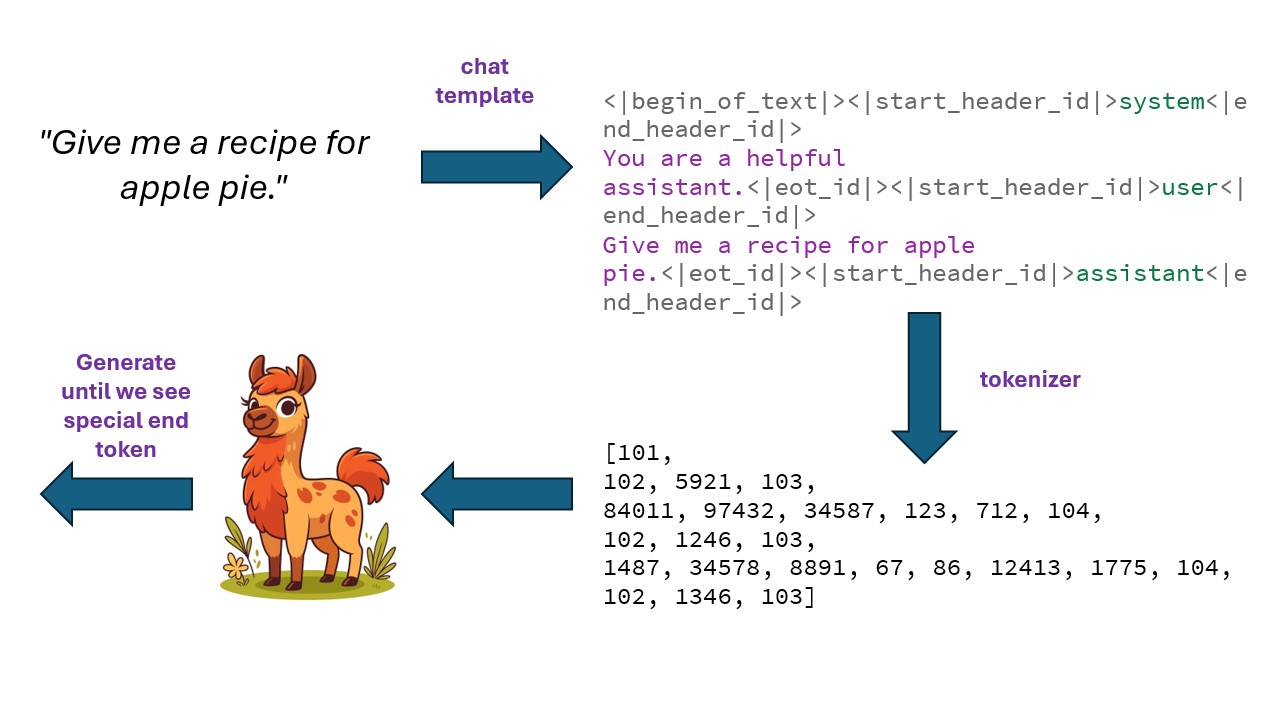 chat
template
"Give me a recipe for
apple pie."
<|begin_of_text|><|start_header_id|>system<|e
nd_header_id|>
You are a helpful
assistant.<|eot_id|><|start_header_id|>user<|
end_header_id|>
Give me a recipe for apple
pie.<|eot_id|><|start_header_id|>assistant<|e
nd_header_id|>
tokenizer
[101,
102, 5921, 103,
84011, 97432, 34587, 123, 712, 104,
102, 1246, 103,
1487, 34578, 8891, 67, 86, 12413, 1775, 104,
102, 1346, 103]
Generate
until we see
special end
token